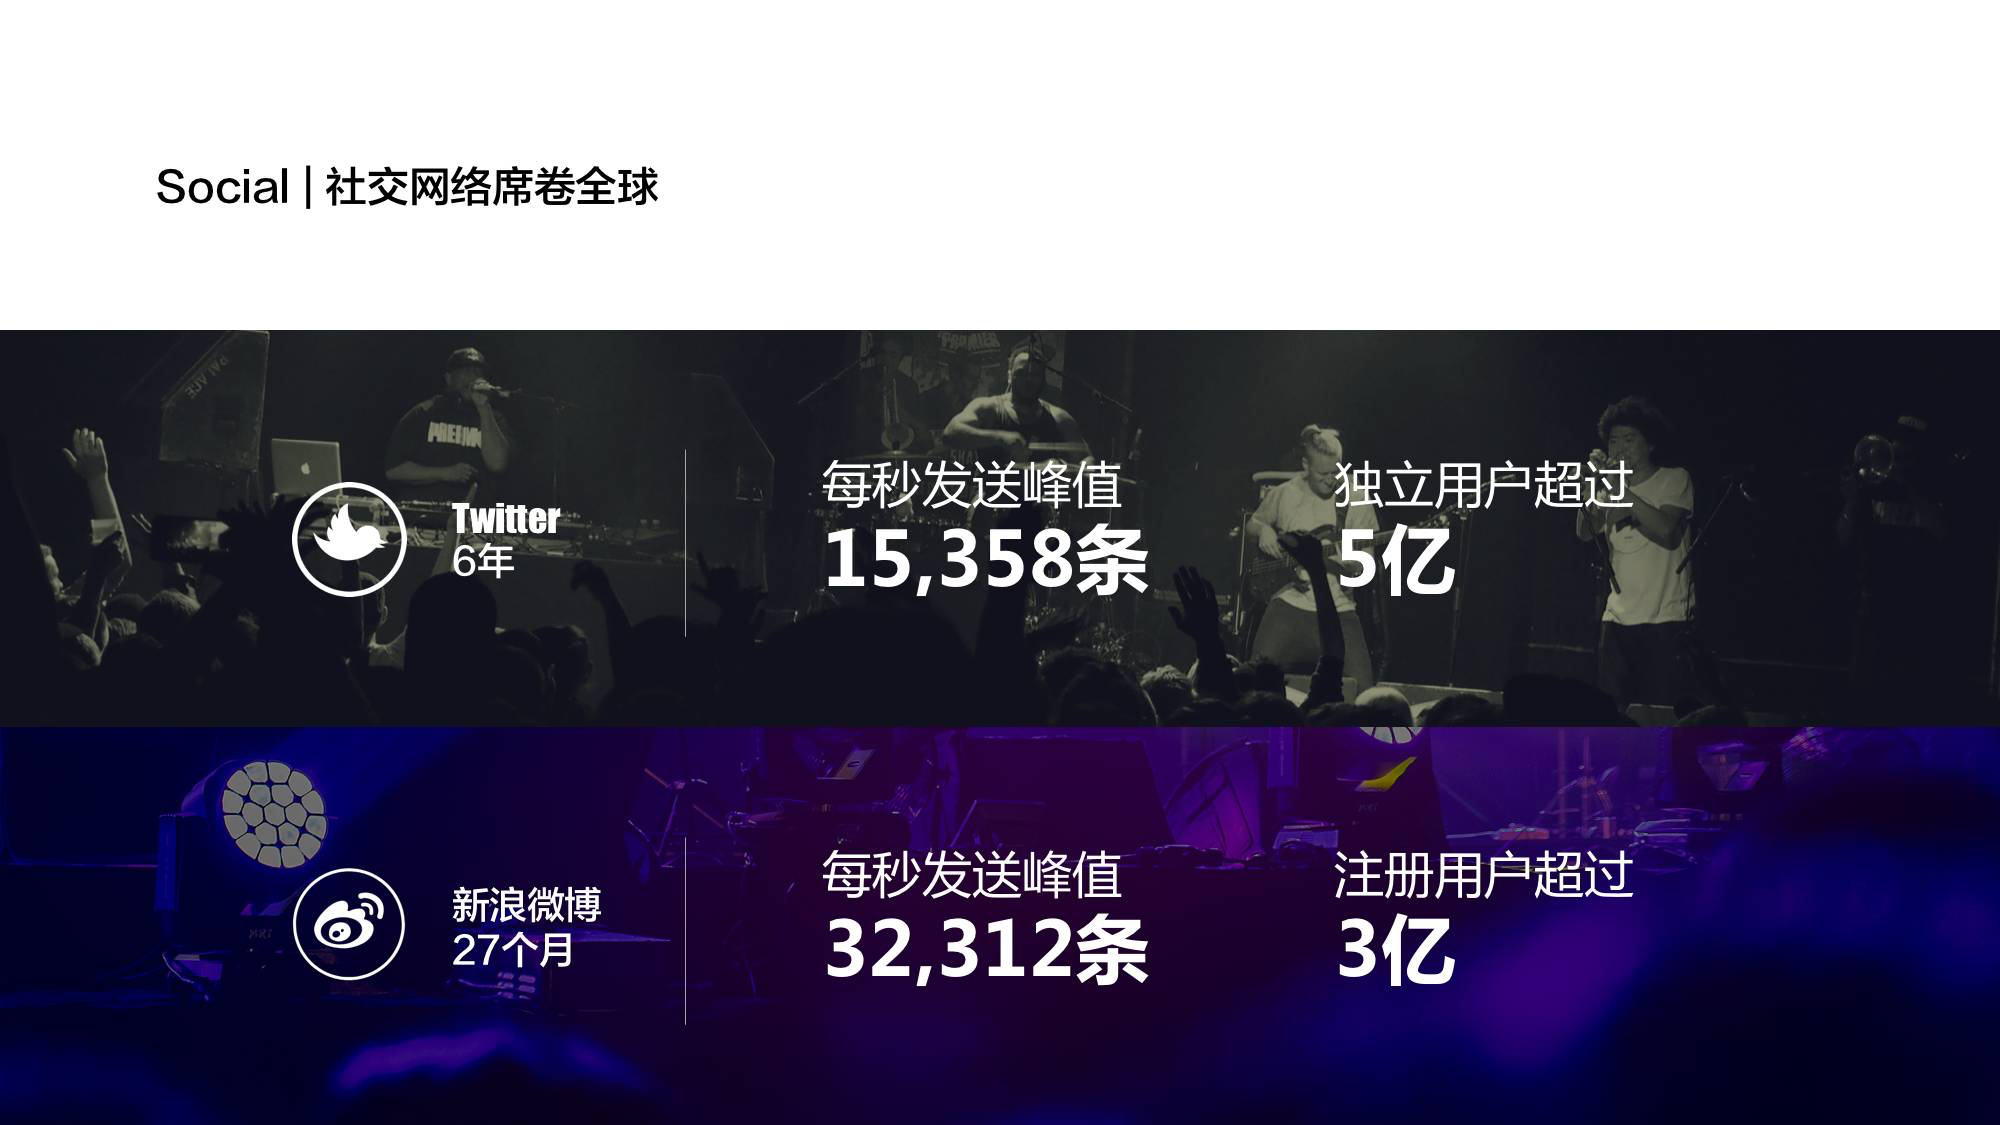 Social | 社交网络席卷全球
PREMIER
Twitter
6年
每秒发送峰值
15,358条
独立用户超过
5亿
新浪微博
27个月
每秒发送峰值
32,312条
注册用户超过
3亿